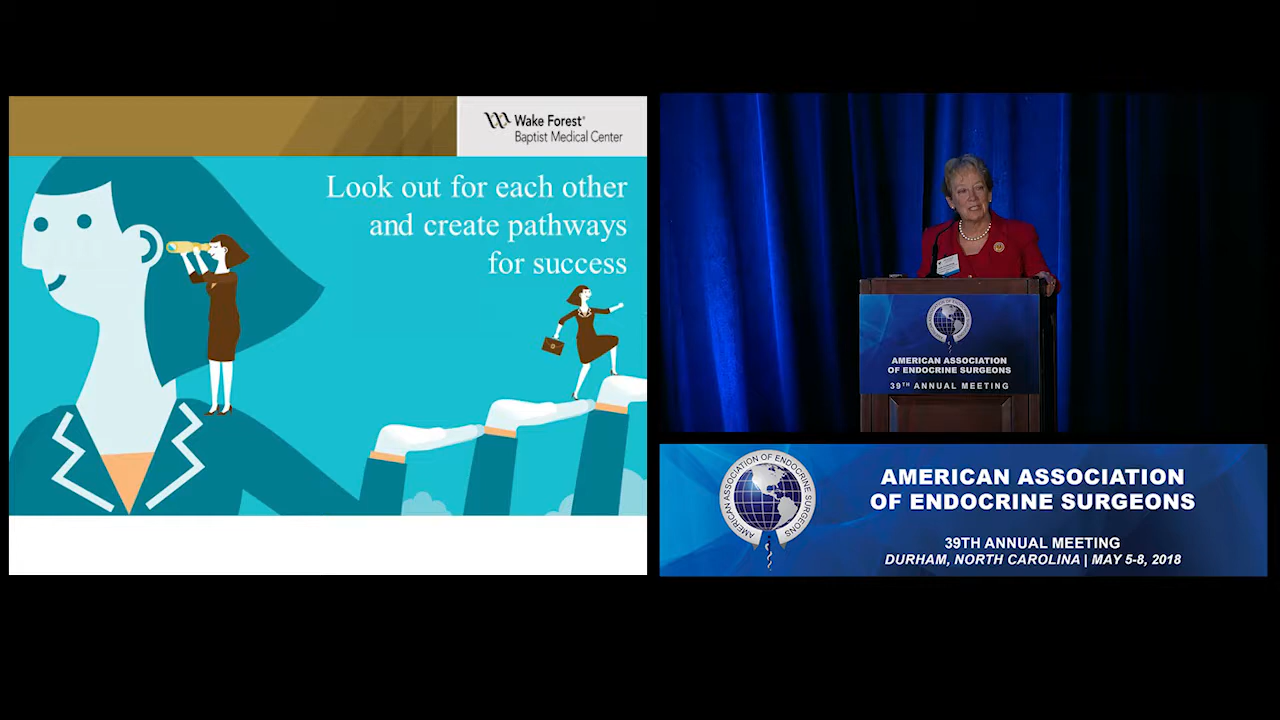 Wake Forest®
Baptist Medical Center
Look out for each other
and create pathways
for success
AMERICAN ASSOCIATION
OF ENDOCRINE SURGEONS
39TH ANNUAL MEETING
AMERICAN ASSOCIATION OF ENDOCRINE SURGEONS
AMERICAN ASSOCIATION
OF ENDOCRINE SURGEONS
39TH ANNUAL MEETING
DURHAM, NORTH CAROLINA | MAY 5-8, 2018